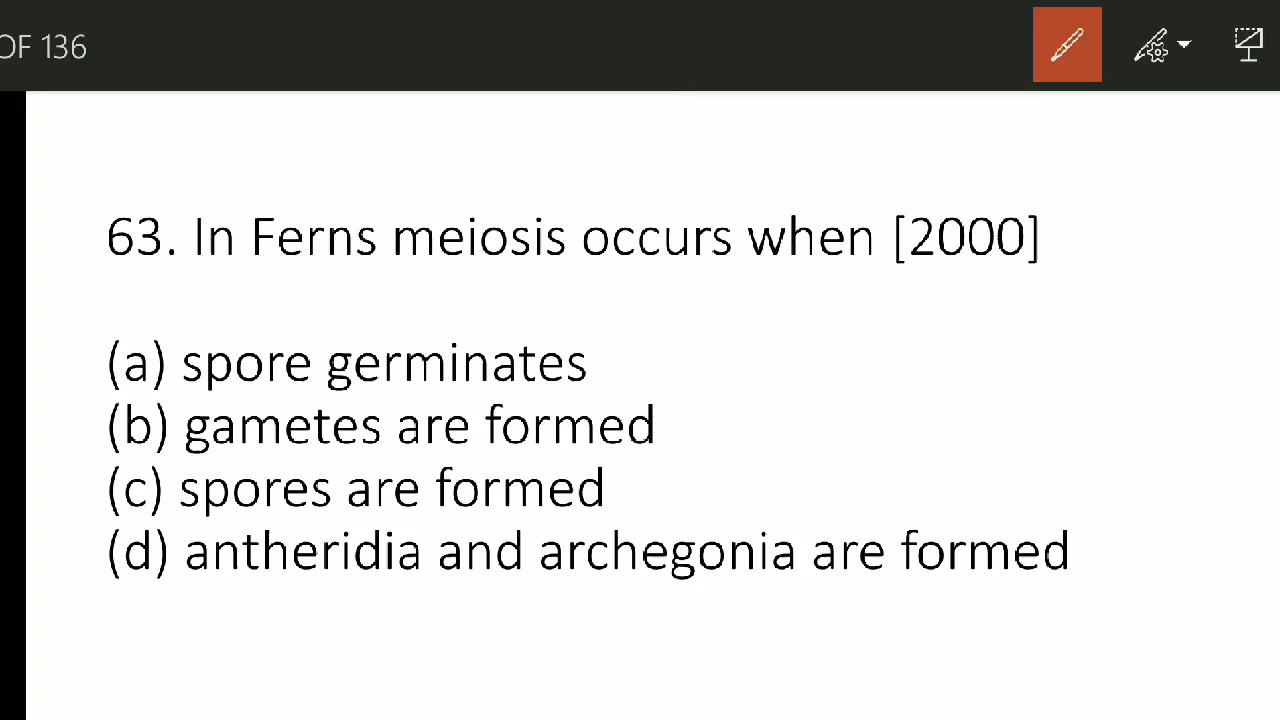 OF 136
63. In Ferns meiosis occurs when [2000]
(a) spore germinates
(b) gametes are formed
(c) spores are formed
(d) antheridia and archegonia are formed